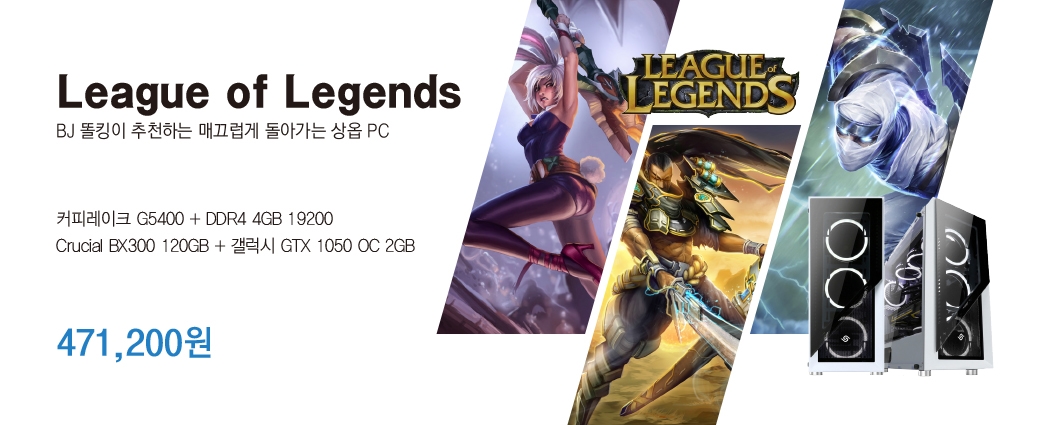 League of Legends
BJ 똘킹이 추천하는 매끄럽게 돌아가는 상옵 PC
커피레이크 G5400 + DDR4 4GB 19200
Crucial BX300 120GB + 갤럭시 GTX 1050 OC 2GB
471,200원
LEAGUE of
LEGENDS